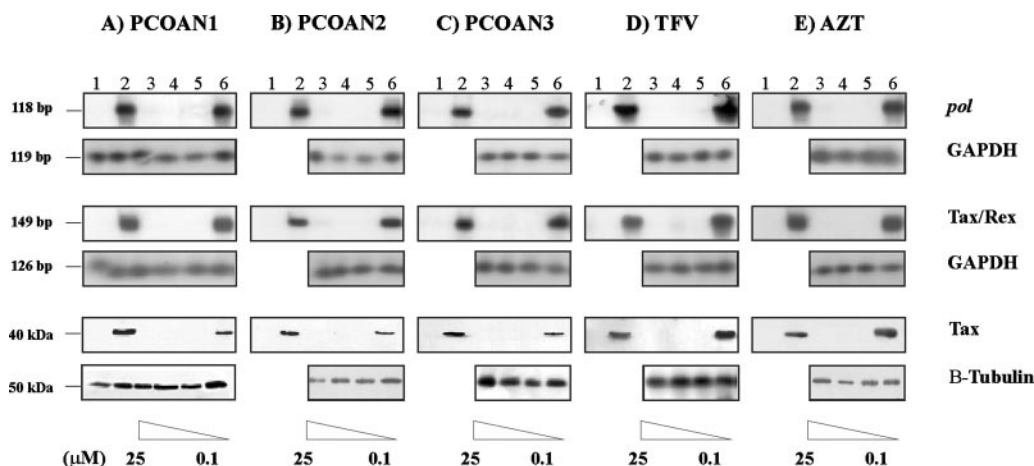 A) PCOAN1 B) PCOAN2 C) PCOAN3 D) TFV E) AZT
1 2 3 4 5 6 1 2 3 4 5 6 1 2 3 4 5 6 1 2 3 4 5 6 1 2 3 4 5 6
118 bp pol
119 bp GAPDH
149 bp Tax/Rex
126 bp GAPDH
40 kDa Tax
50 kDa B-Tubulin
(μM) 25 0.1 25 0.1 25 0.1 25 0.1 25 0.1